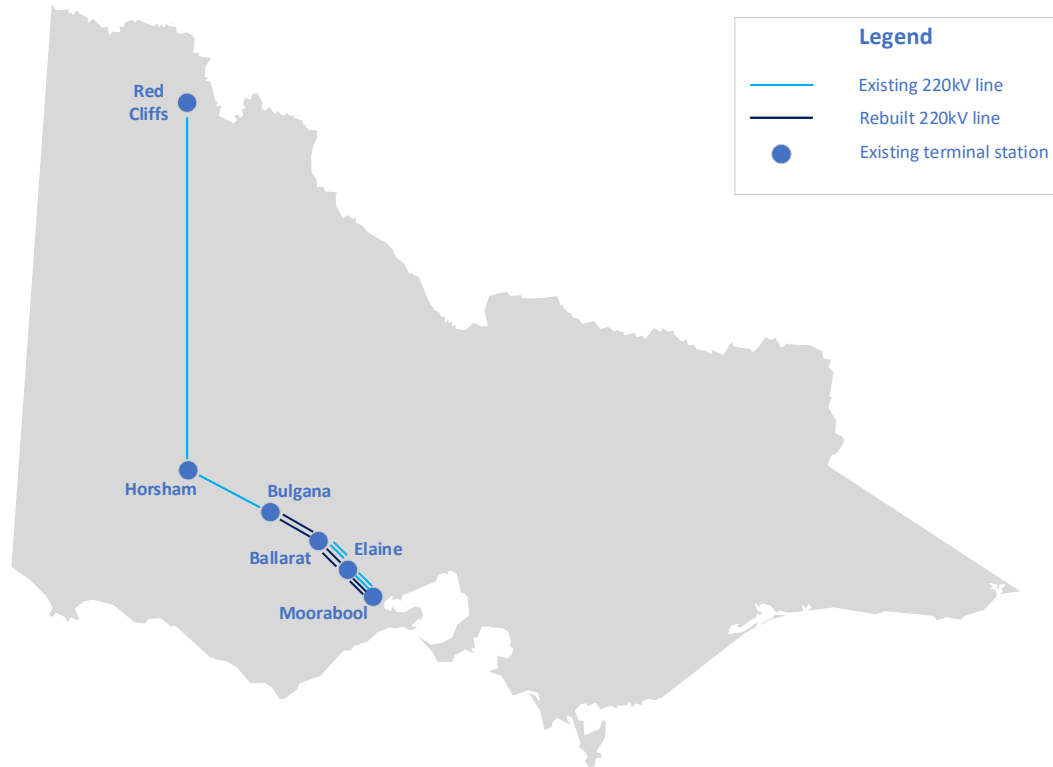 Legend
Existing 220kV line
Rebuilt 220kV line
Existing terminal station
Red
Cliffs
Horsham
Bulgana
Ballarat
Elaine
Moorabool